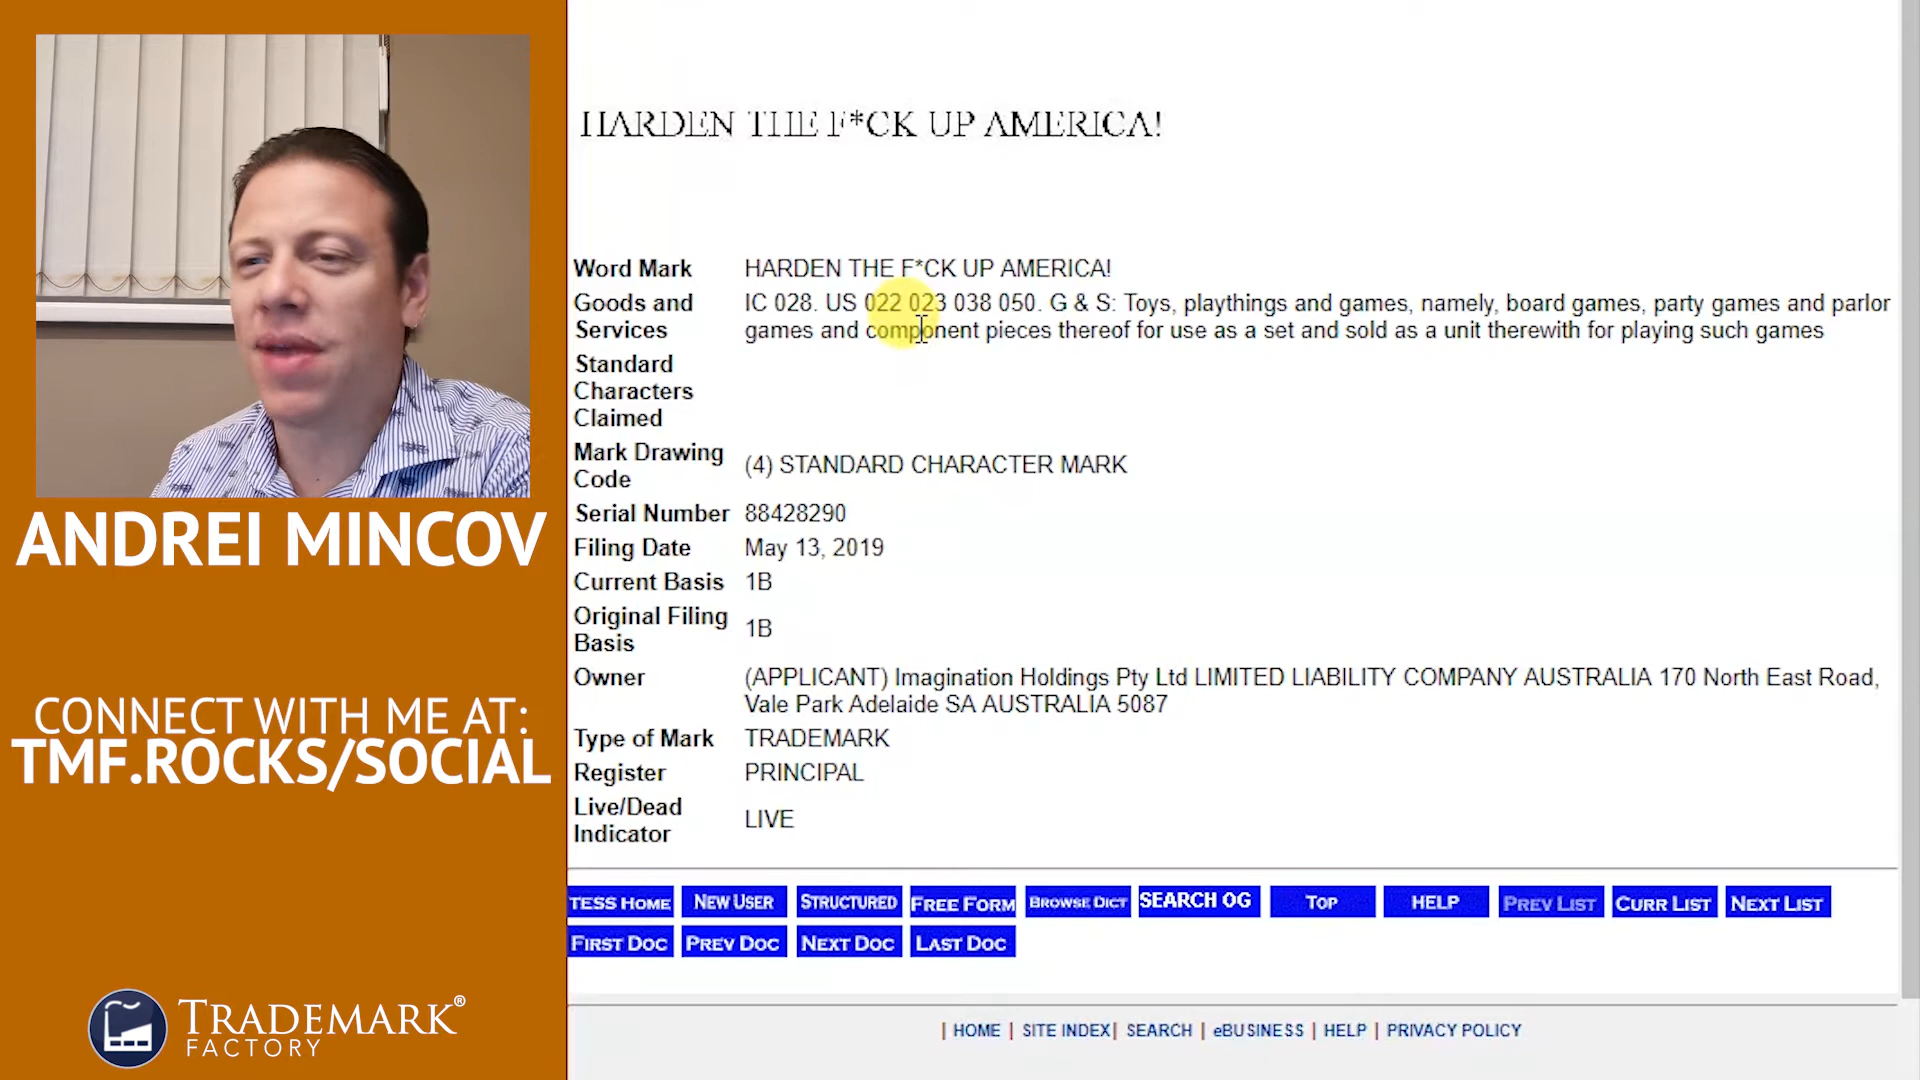 HARDEN THE F*CK UP AMERICA!
Word Mark HARDEN THE F*CK UP AMERICA!
Goods and Services IC 028. US 022 023 038 050. G & S: Toys, playthings and games, namely, board games, party games and parlor
games and component pieces thereof for use as a set and sold as a unit therewith for playing such games
Standard
Characters
Claimed
Mark Drawing Code (4) STANDARD CHARACTER MARK
Serial Number 88428290
Filing Date May 13, 2019
Current Basis 1B
Original Filing Basis 1B
Owner (APPLICANT) Imagination Holdings Pty Ltd LIMITED LIABILITY COMPANY AUSTRALIA 170 North East Road,
Vale Park Adelaide SA AUSTRALIA 5087
Type of Mark TRADEMARK
Register PRINCIPAL
Live/Dead Indicator LIVE
TESS HOME NEW USER STRUCTURED FREE FORM BROWSE DICT SEARCH OG TOP HELP PREV LIST CURR LIST NEXT LIST
FIRST DOC PREV DOC NEXT DOC LAST DOC
| HOME | SITE INDEX | SEARCH | eBUSINESS | HELP | PRIVACY POLICY
ANDREI MINCOV
CONNECT WITH ME AT:
TMF.ROCKS/SOCIAL
TRADEMARK®
FACTORY